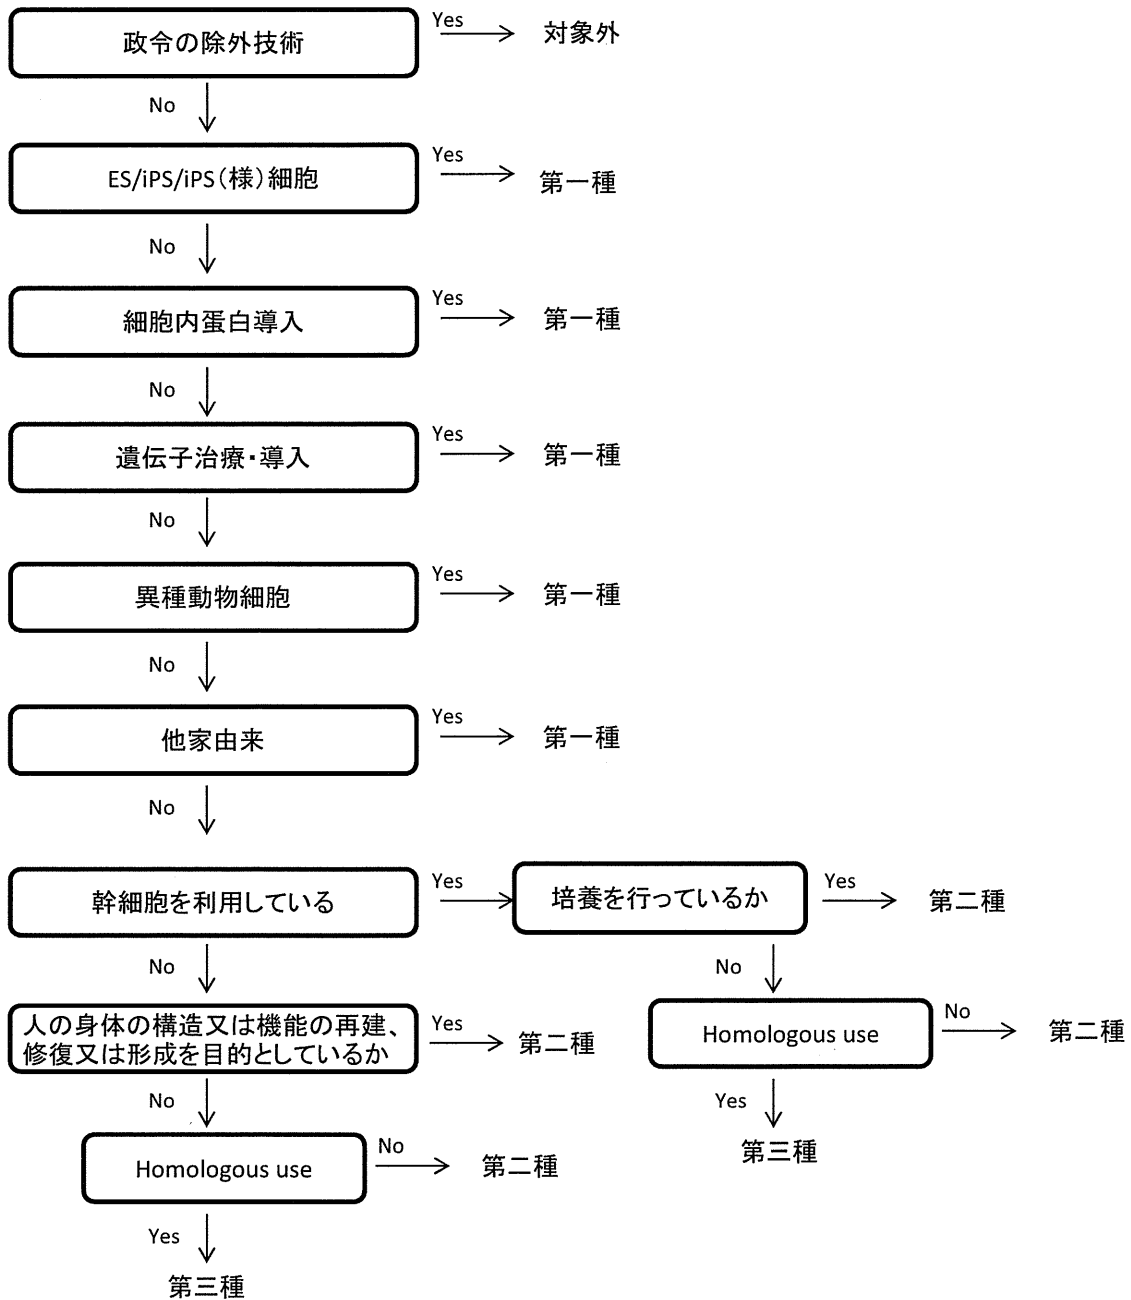 政令の除外技術
Yes
対象外
No
ES/iPS/iPS(様)細胞
Yes
第一種
No
細胞内蛋白導入
Yes
第一種
No
遺伝子治療・導入
Yes
第一種
No
異種動物細胞
Yes
第一種
No
他家由来
Yes
第一種
No
幹細胞を利用している
Yes
培養を行っているか
Yes
第二種
No
No
人の身体の構造又は機能の再建、
修復又は形成を目的としているか
Yes
第二種
Homologous use
No
第二種
No
Yes
第三種
Homologous use
No
第二種
Yes
第三種